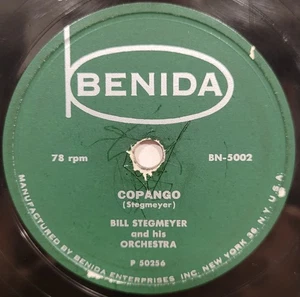 BENIDA
78 rpm
BN-5002
COPANGO
(Stegmeyer)
BILL STEGMEYER
and his
ORCHESTRA
P 50256
MANUFACTURED BY BENIDA ENTERPRISES INC. NEW YORK 36, N.Y. U.S.A.